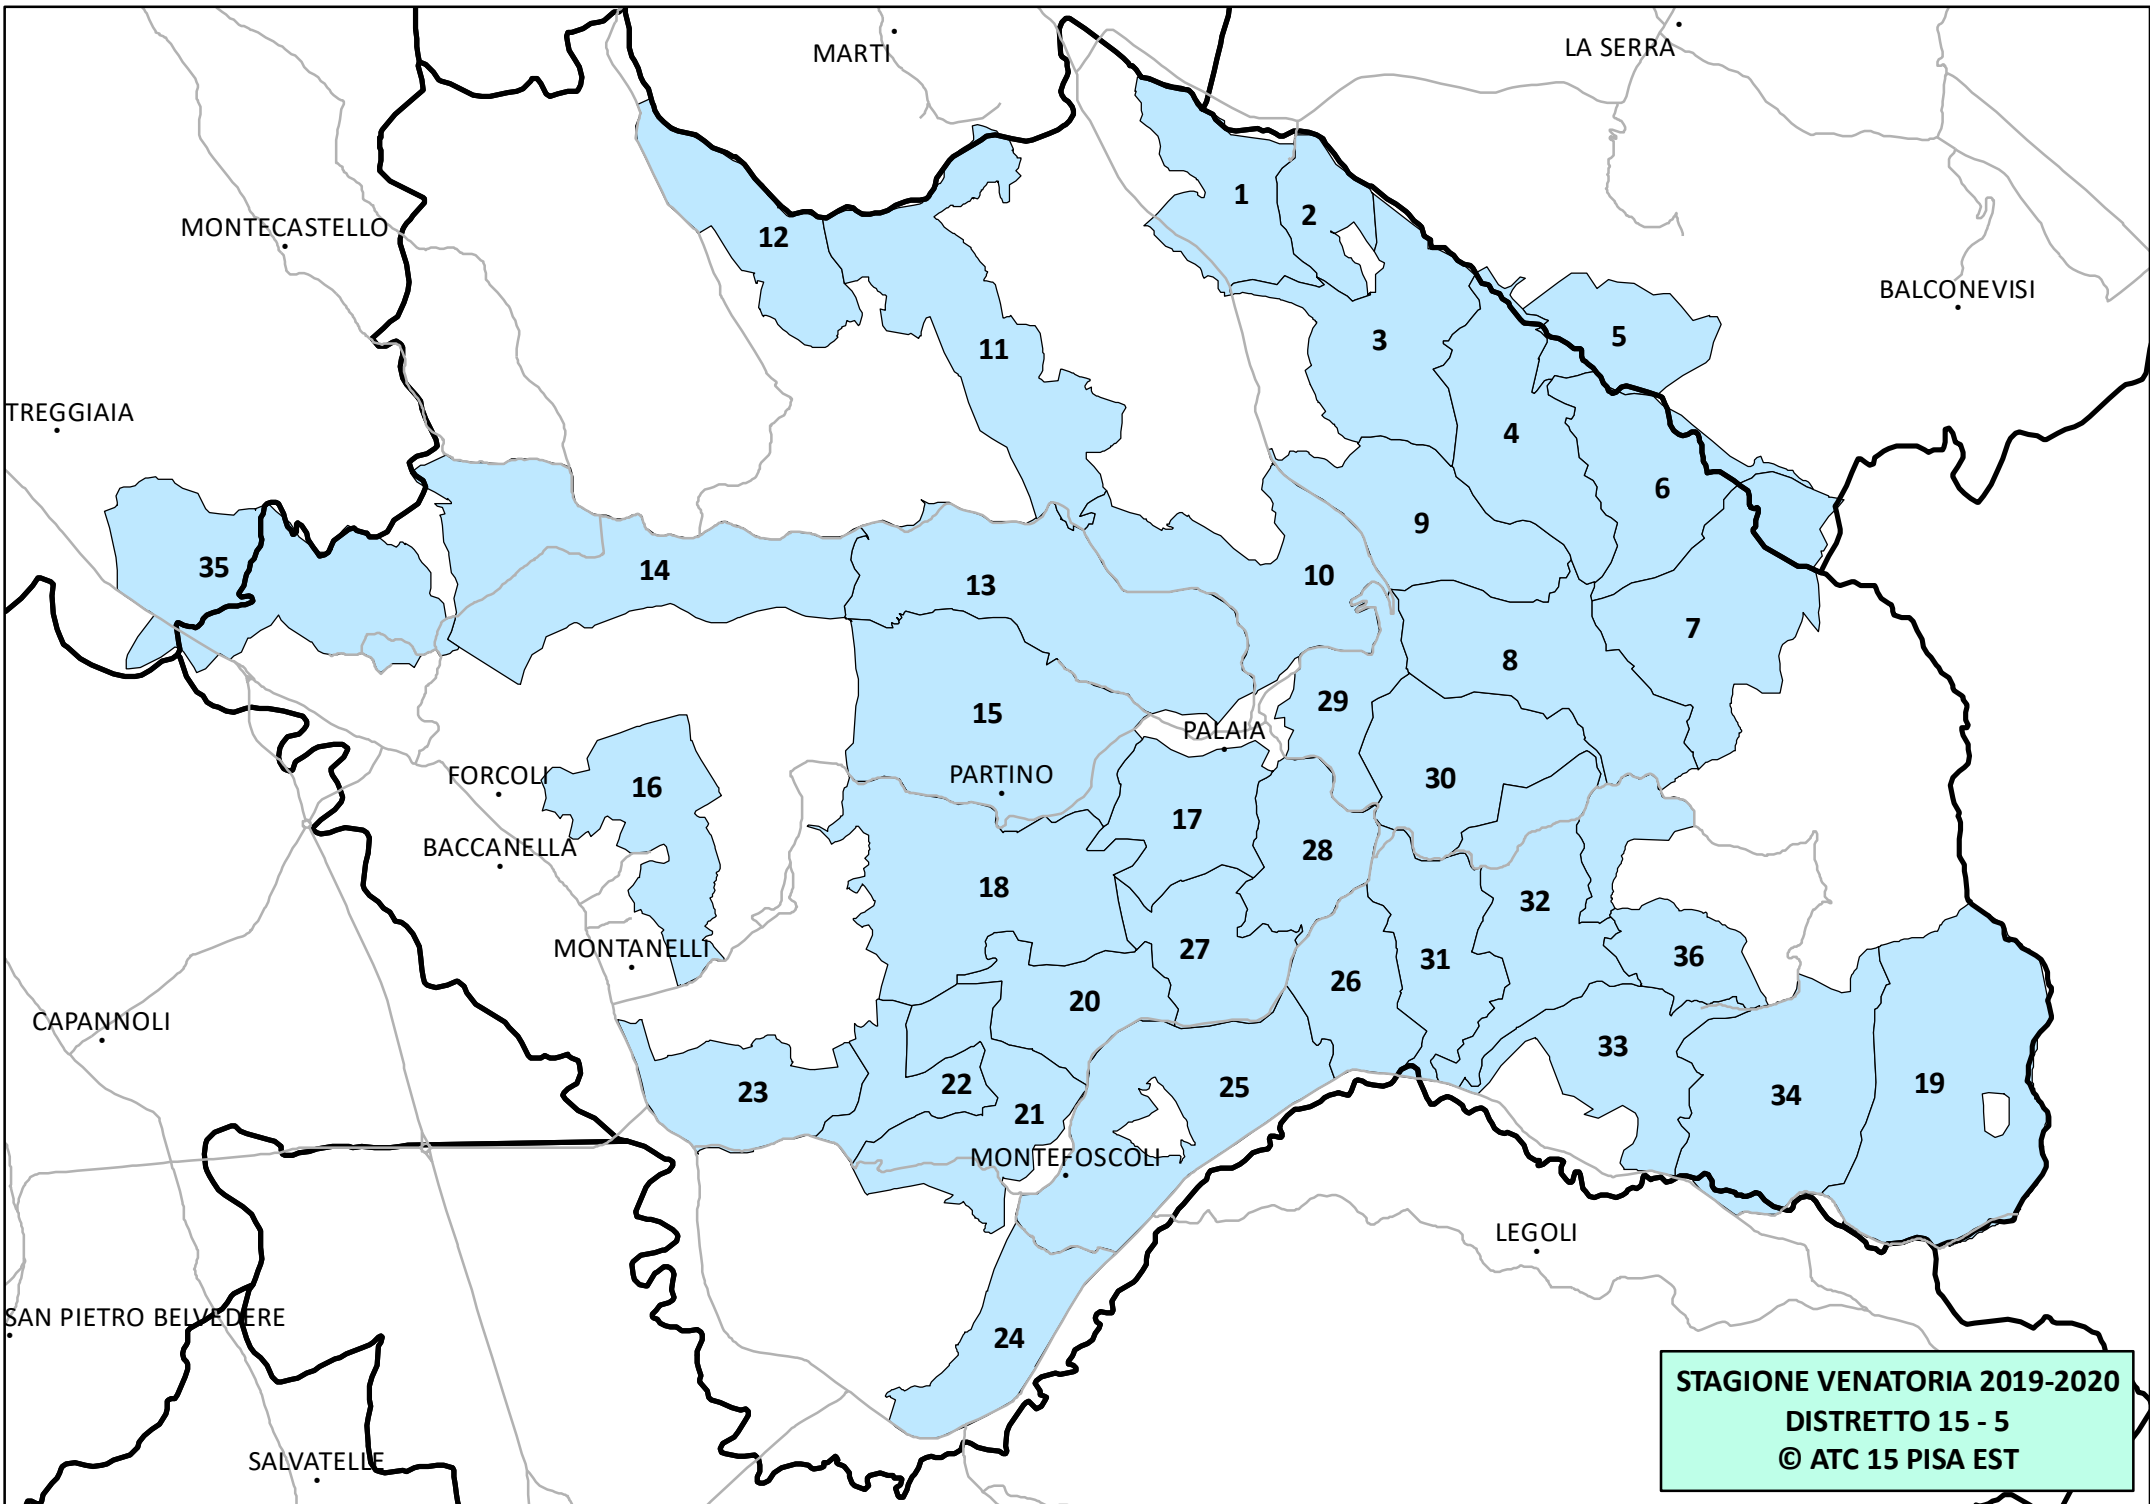 LA SERRA
MARTI
1
2
MONTECASTELLO
12
BALCONEVISI
5
3
11
TREGGIAIA
4
6
9
35
14
10
13
7
8
29
15
PALAIA
PARTINO
FORCOLI
30
16
17
BACCANELLA
28
18
32
MONTANELLI
27
31
36
26
20
CAPANNOLI
33
22
19
25
23
34
21
MONTEFOSCOLI
LEGOLI
SAN PIETRO BELVEDERE
24
SALVATELLE
STAGIONE VENATORIA 2019-2020
DISTRETTO 15 - 5
© ATC 15 PISA EST